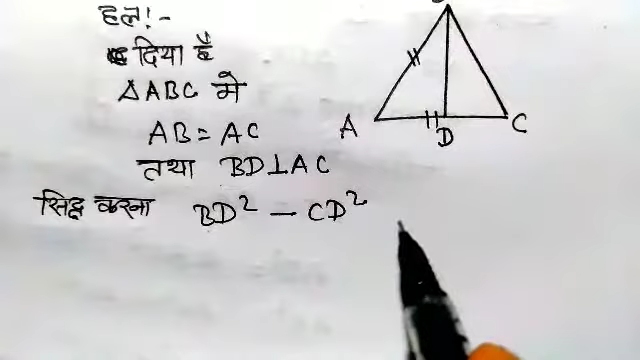 हल!-
दिया है
△ABC मे
AB = AC
तथा BD⊥AC
सिद्ध करना BD² - CD²
A
D
C